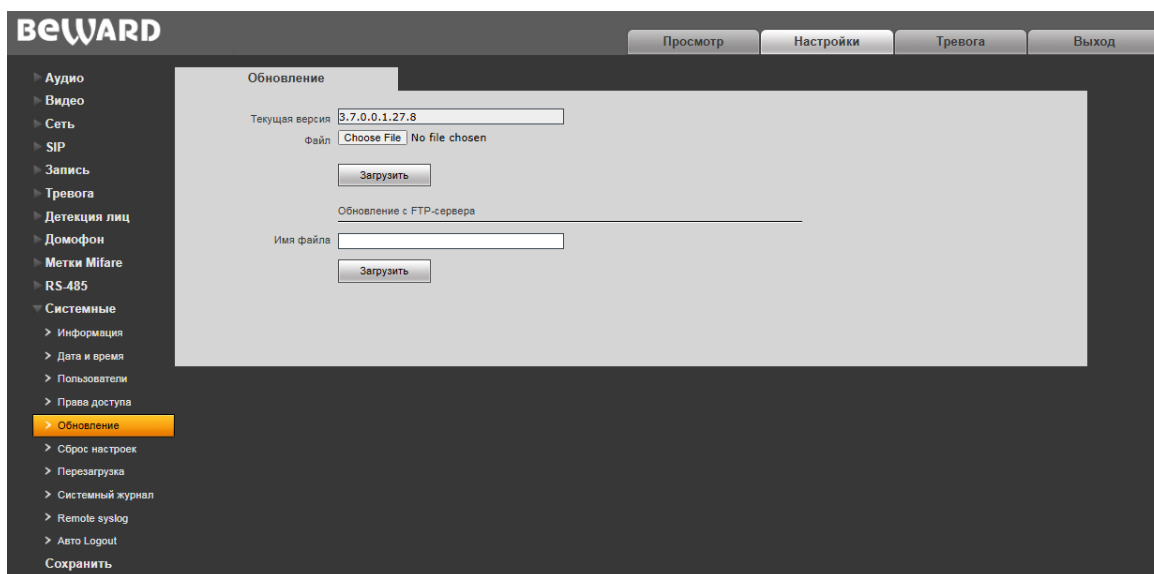 BEWARD
Просмотр
Настройки
Тревога
Выход
Аудио
Видео
Сеть
SIP
Запись
Тревога
Детекция лиц
Домофон
Метки Mifare
RS-485
Системные
Информация
Дата и время
Пользователи
Права доступа
Обновление
Сброс настроек
Перезагрузка
Системный журнал
Remote syslog
Авто Logout
Сохранить
Обновление
Текущая версия 3.7.0.0.1.27.8
Файл Choose File No file chosen
Загрузить
Обновление с FTP-сервера
Имя файла
Загрузить